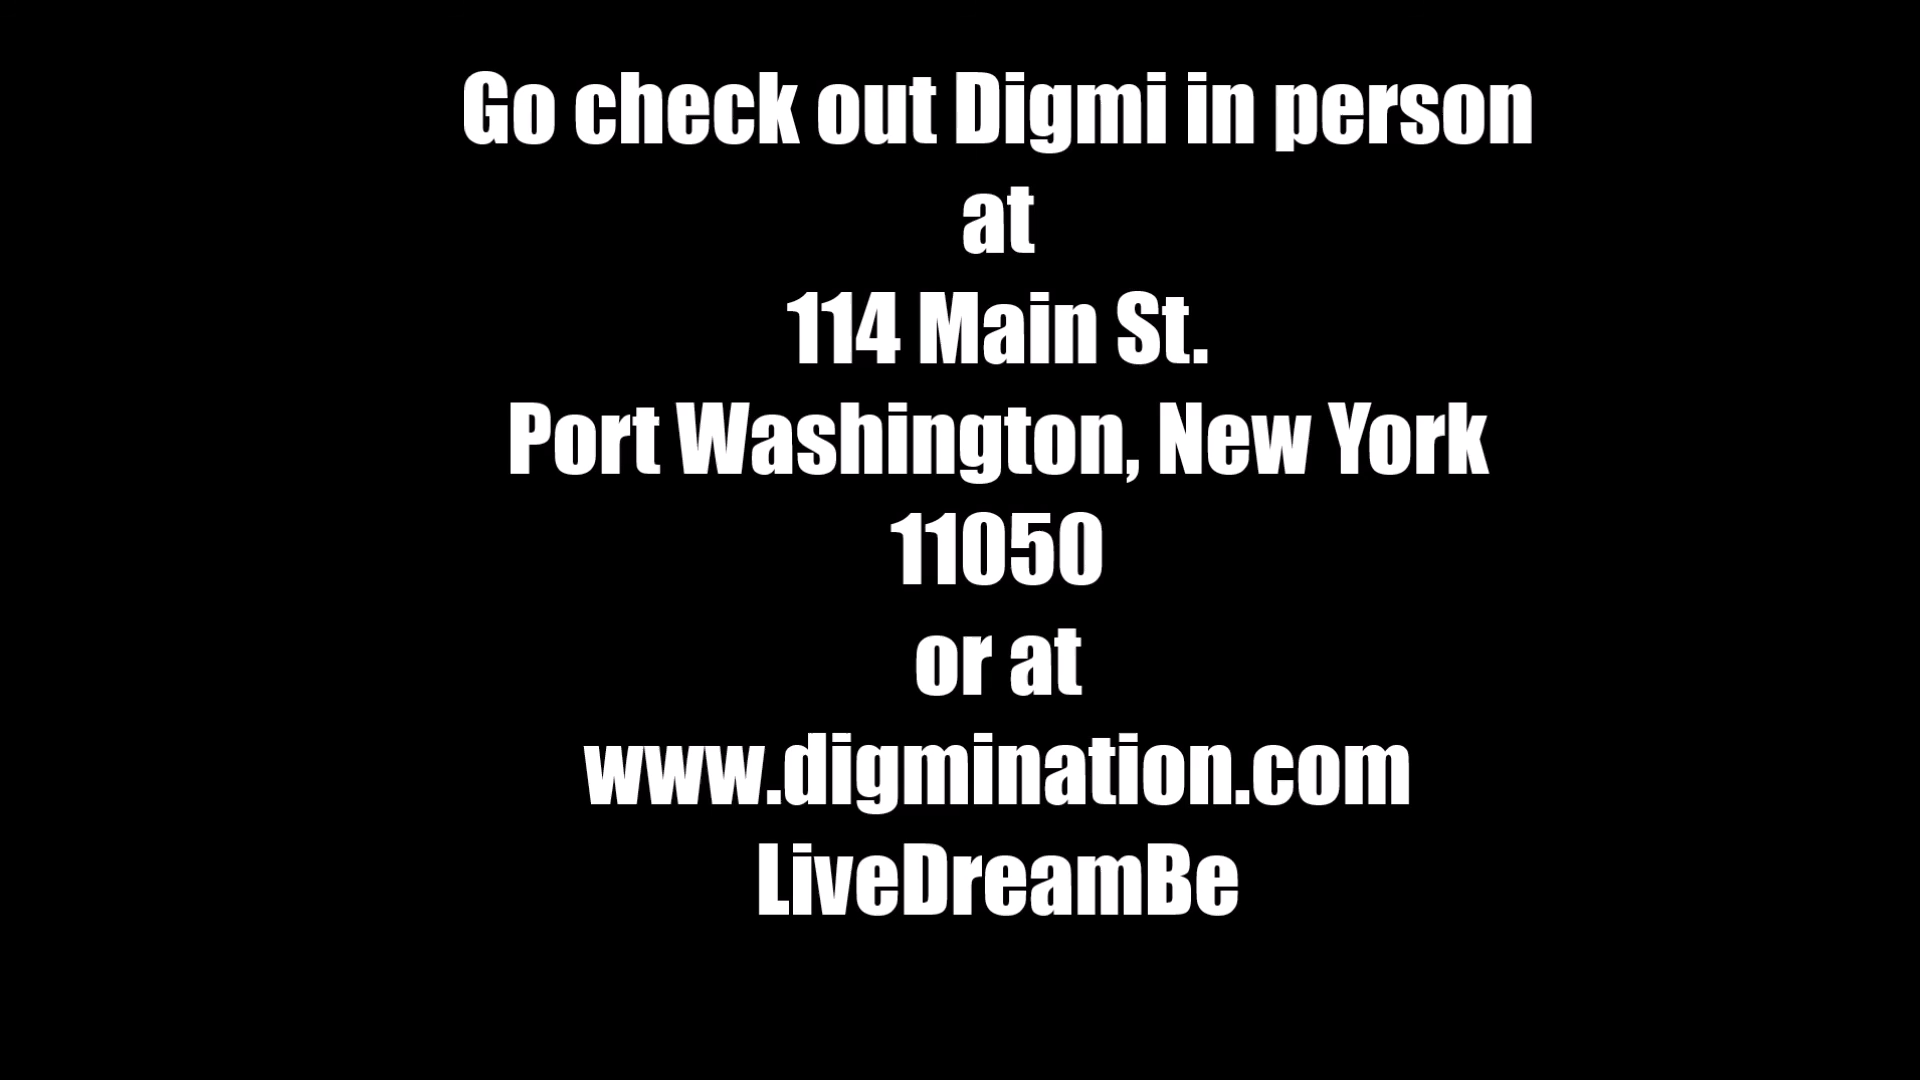 Go check out Digmi in person
at
114 Main St.
Port Washington, New York
11050
or at
www.digmination.com
LiveDreamBe